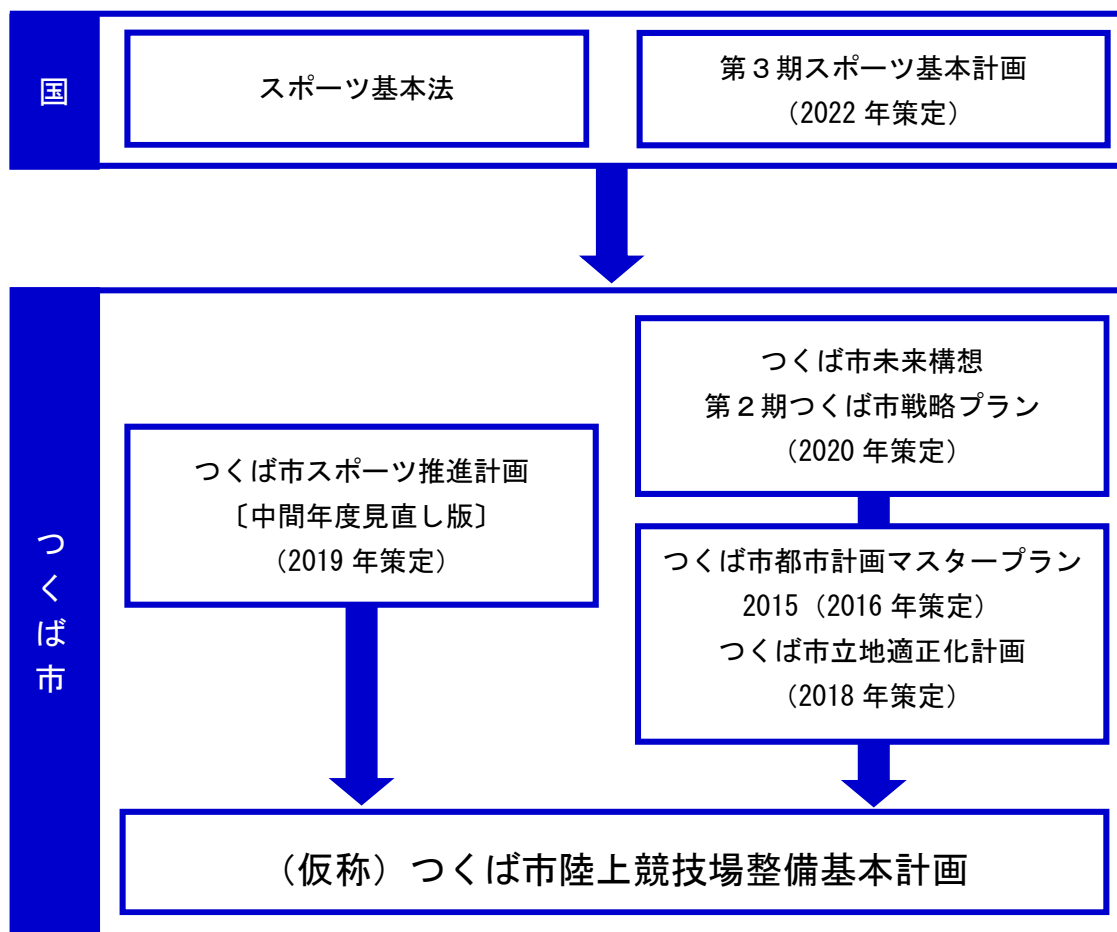 国
スポーツ基本法
第３期スポーツ基本計画
（2022 年策定）
つくば市
つくば市未来構想
第２期つくば市戦略プラン
（2020 年策定）
つくば市スポーツ推進計画
〔中間年度見直し版〕
（2019 年策定）
つくば市都市計画マスタープラン
2015（2016 年策定）
つくば市立地適正化計画
（2018 年策定）
（仮称）つくば市陸上競技場整備基本計画